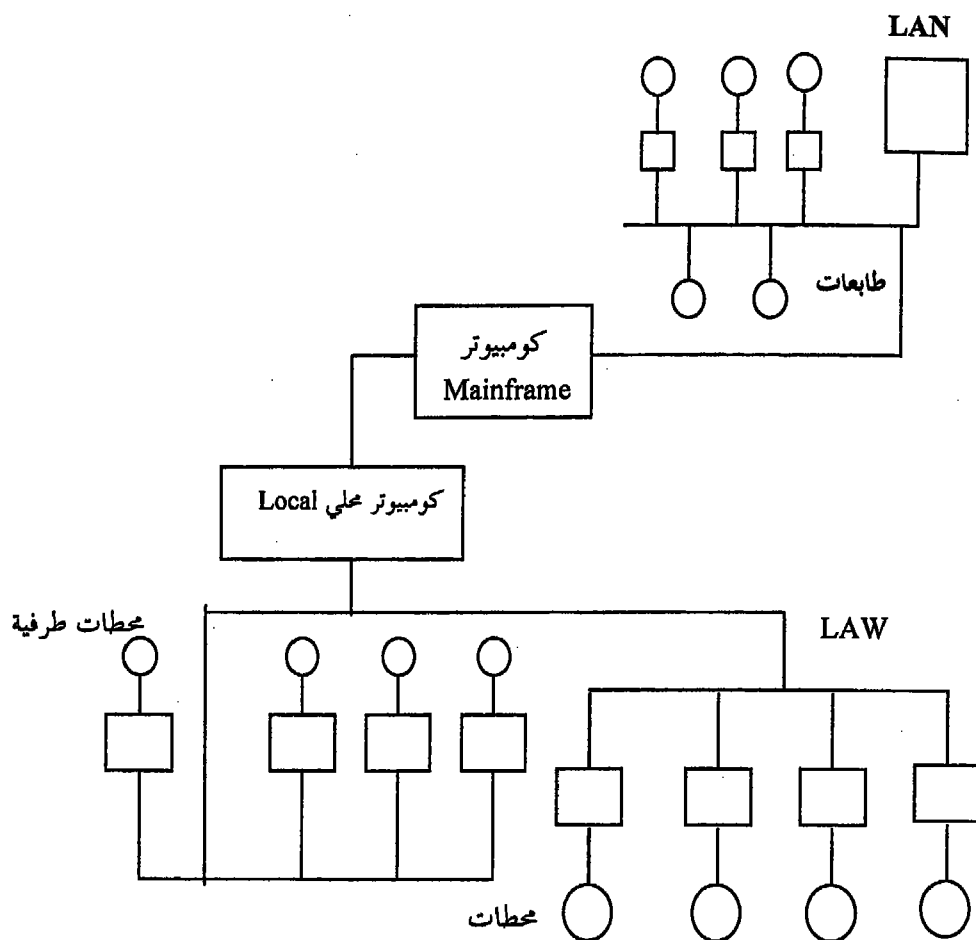 LAN
طابعات
كومبيوتر
Mainframe
كومبيوتر محلي Local
محطات طرفية
LAW
محطات